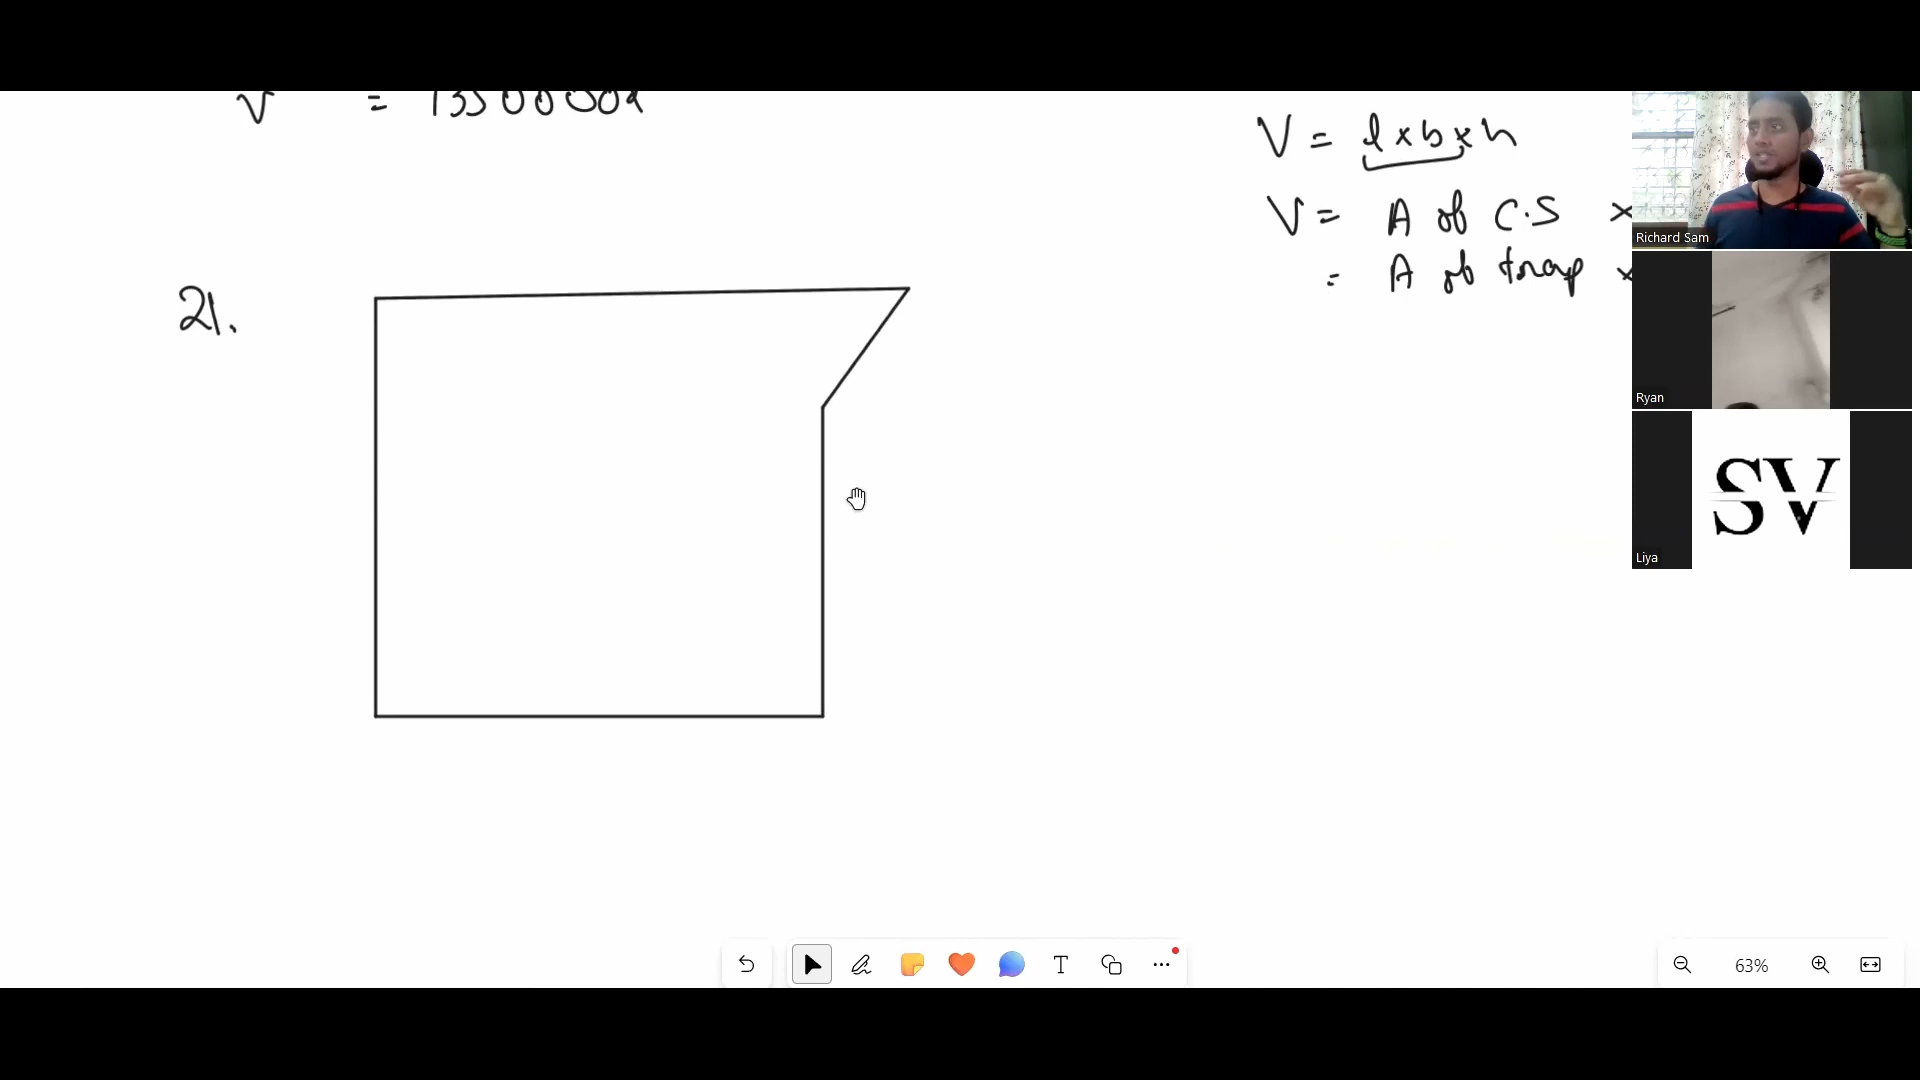 V =
V = l x b x h
V = A of C.S x
= A of trap x
21.
Richard Sam
Ryan
SV
Liya
T
63%